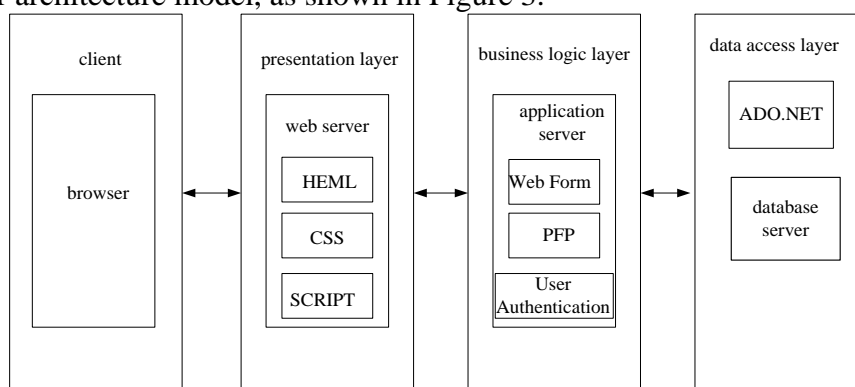 r architecture model, as shown in Figure 3.
client
browser
presentation layer
web server
HEML
CSS
SCRIPT
business logic layer
application
server
Web Form
PFP
User
Authentication
data access layer
ADO.NET
database
server